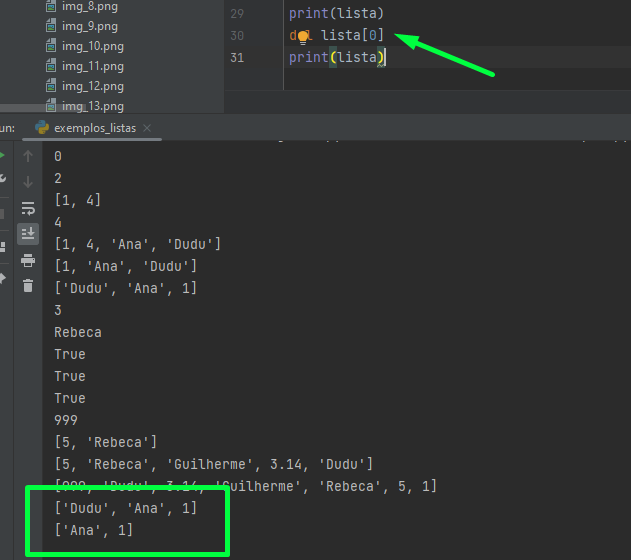 img_8.png
img_9.png
img_10.png
img_11.png
img_12.png
img_13.png
29 print(lista)
30 lista[0]
31 print(lista)
un: exemplos_listas ×
0
2
[1, 4]
4
[1, 4, 'Ana', 'Dudu']
[1, 'Ana', 'Dudu']
['Dudu', 'Ana', 1]
3
Rebeca
True
True
True
999
[5, 'Rebeca']
[5, 'Rebeca', 'Guilherme', 3.14, 'Dudu']
[999, 'Dudu', 3.14, 'Guilherme', 'Rebeca', 5, 1]
['Dudu', 'Ana', 1]
['Ana', 1]